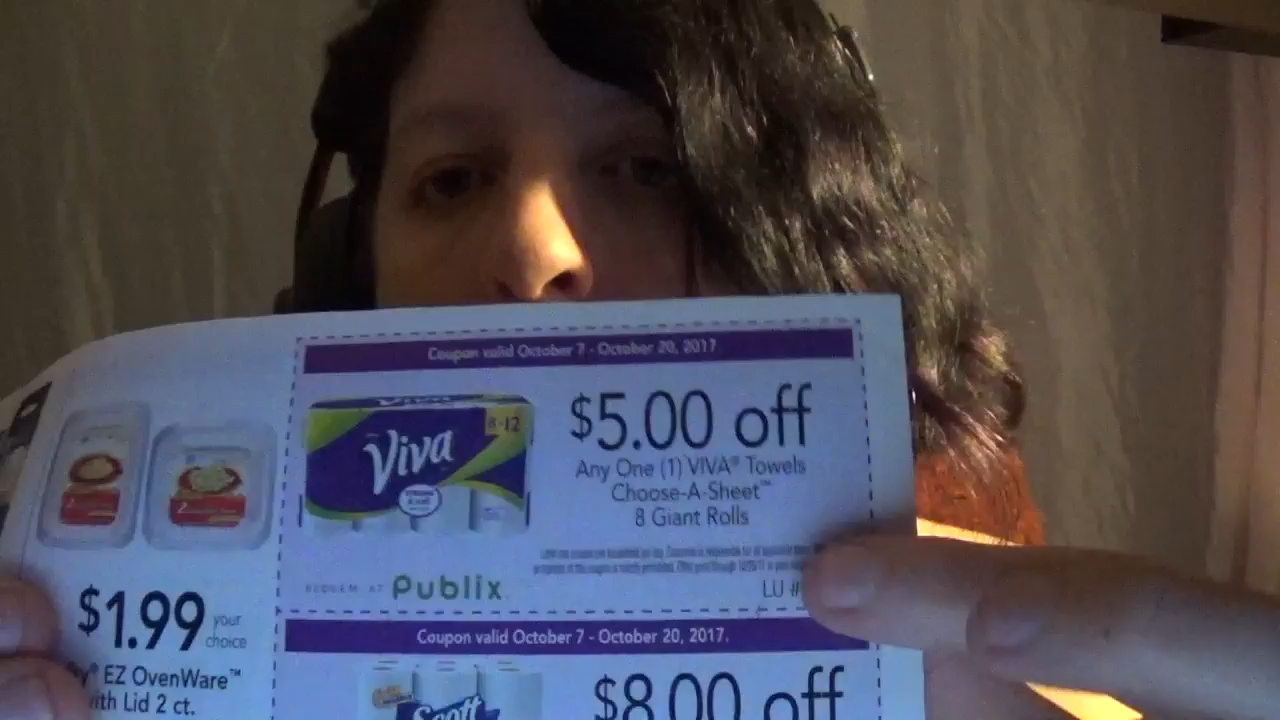 Coupon valid October 7 - October 20, 2017
Viva
8=12
$5.00 off
Any One (1) VIVA® Towels
Choose-A-Sheet™
8 Giant Rolls
REDEEM AT Publix
LU #
$1.99 your choice
EZ OvenWare™
with Lid 2 ct.
Coupon valid October 7 - October 20, 2017.
Scott
$8.00 off